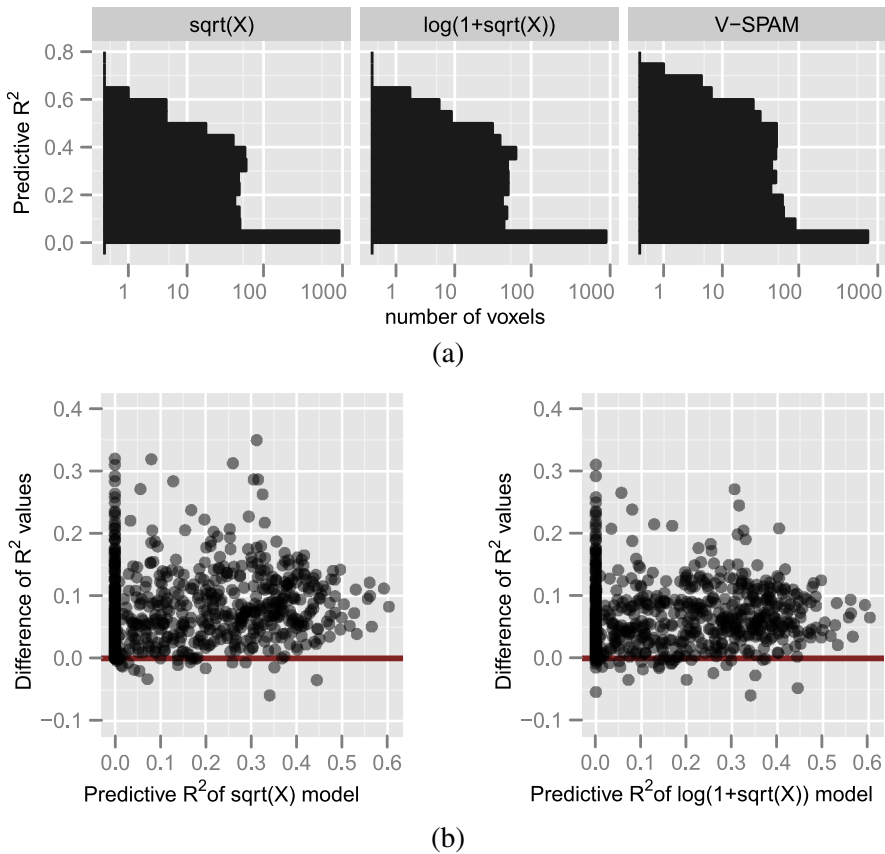 sqrt(X) log(1+sqrt(X)) V−SPAM
0.8
0.6
0.4
0.2
0.0
Predictive R²
1 10 100 1000 1 10 100 1000 1 10 100 1000
number of voxels
(a)
0.4 0.4
0.3 0.3
0.2 0.2
0.1 0.1
0.0 0.0
−0.1 −0.1
Difference of R² values Difference of R² values
0.0 0.1 0.2 0.3 0.4 0.5 0.6 0.0 0.1 0.2 0.3 0.4 0.5 0.6
Predictive R²of sqrt(X) model Predictive R²of log(1+sqrt(X)) model
(b)